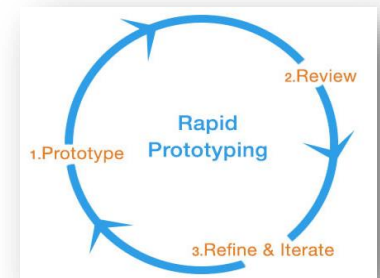 2.Review
Rapid
Prototyping
1.Prototype
3.Refine & Iterate